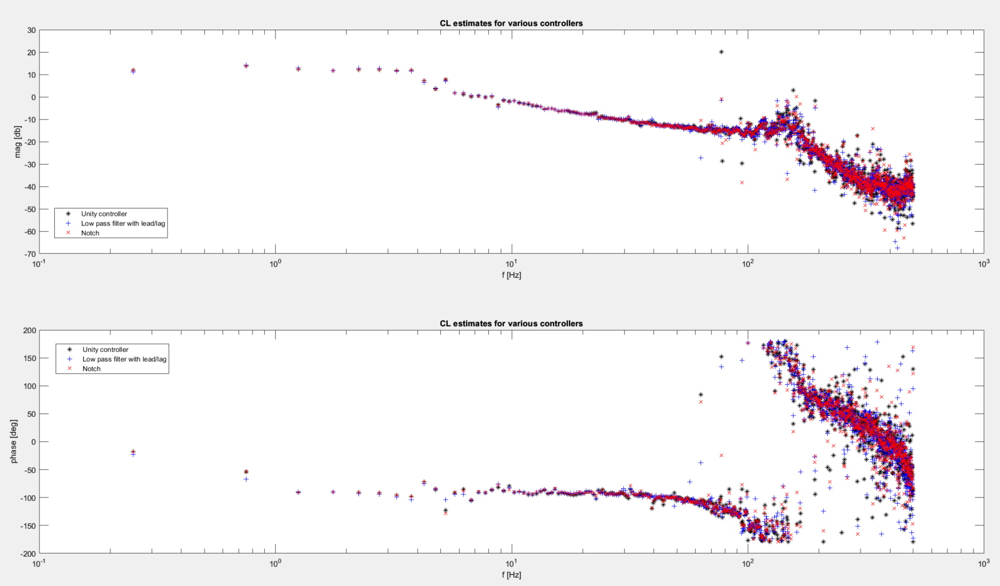 CL estimates for various controllers
30
20
10
0
-10
-20
-30
-40
-50
-60
-70
mag [db]
Unity controller
Low pass filter with lead/lag
Notch
10^-1 10^0 10^1 10^2 10^3
f [Hz]
CL estimates for various controllers
200
150
100
50
0
-50
-100
-150
-200
phase [deg]
Unity controller
Low pass filter with lead/lag
Notch
10^-1 10^0 10^1 10^2 10^3
f [Hz]